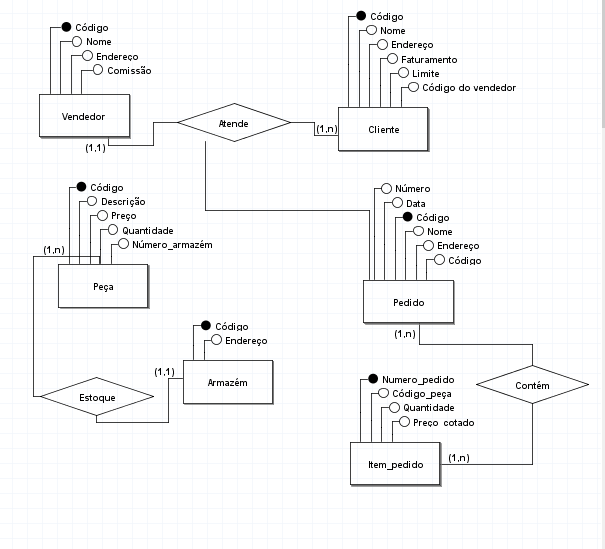 Código
Nome
Endereço
Comissão
Vendedor
(1,1)
Atende
(1,n)
Código
Nome
Endereço
Faturamento
Limite
Código do vendedor
Cliente
Código
Descrição
Preço
Quantidade
Número_armazém
(1,n)
Peça
Número
Data
Código
Nome
Endereço
Código
Pedido
(1,n)
Código
Endereço
(1,1)
Armazém
Estoque
Contém
Numero_pedido
Código_peça
Quantidade
Preço cotado
Item_pedido
(1,n)